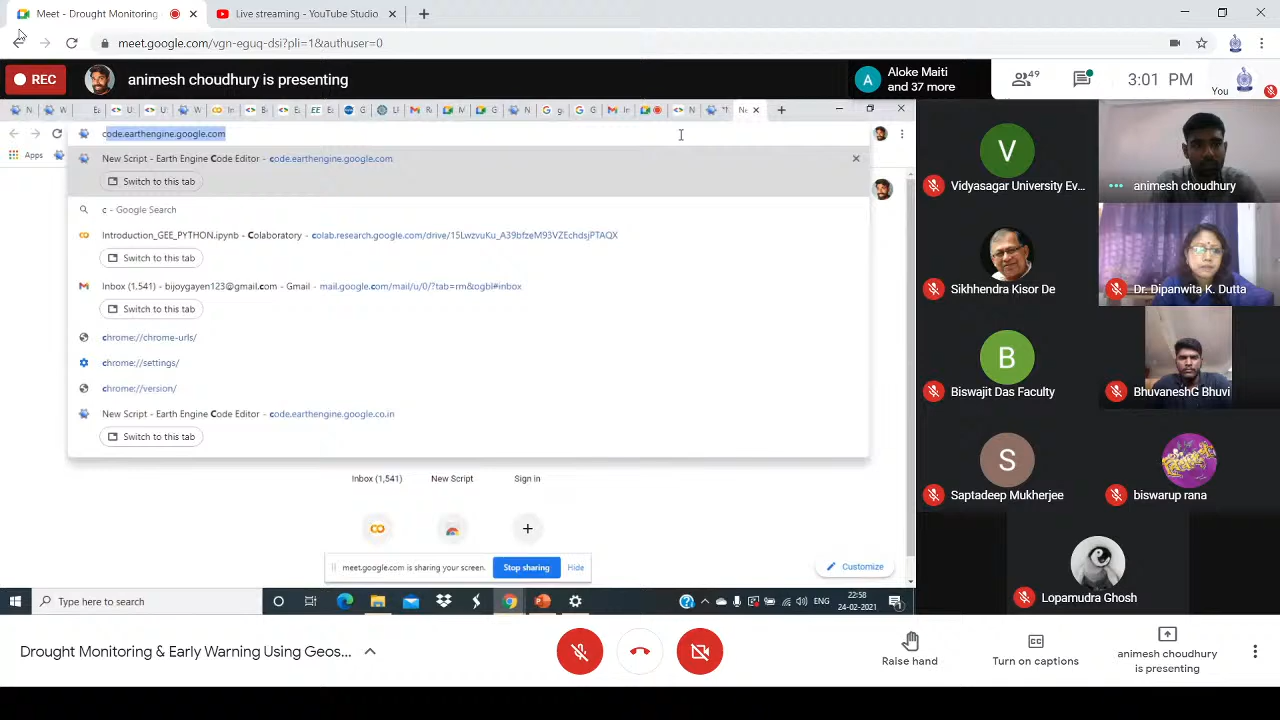 Meet - Drought Monitoring
Live streaming - YouTube Studio
meet.google.com/vgn-eguq-dsi?pli=1&authuser=0
REC
animesh choudhury is presenting
A
Aloke Maiti
and 37 more
49
3:01 PM
You
code.earthengine.google.com
Apps
New Script - Earth Engine Code Editor - code.earthengine.google.com
Switch to this tab
c - Google Search
Introduction_GEE_PYTHON.ipynb - Colaboratory - colab.research.google.com/drive/15LwzvuKu_A39bfzeM93VZEchdsjPTAQX
Switch to this tab
Inbox (1,541) - bijoygayen123@gmail.com - Gmail - mail.google.com/mail/u/0/?tab=rm&ogbl#inbox
Switch to this tab
chrome://chrome-urls/
chrome://settings/
chrome://version/
New Script - Earth Engine Code Editor - code.earthengine.google.co.in
Switch to this tab
Inbox (1,541)
New Script
Sign in
meet.google.com is sharing your screen.
Stop sharing
Hide
Customize
Type here to search
ENG
22:58
24-02-2021
V
Vidyasagar University Ev...
animesh choudhury
Sikhhendra Kisor De
Dr. Dipanwita K. Dutta
B
Biswajit Das Faculty
BhuvaneshG Bhuvi
S
Saptadeep Mukherjee
biswarup rana
Lopamudra Ghosh
Drought Monitoring & Early Warning Using Geos...
Raise hand
Turn on captions
animesh choudhury
is presenting